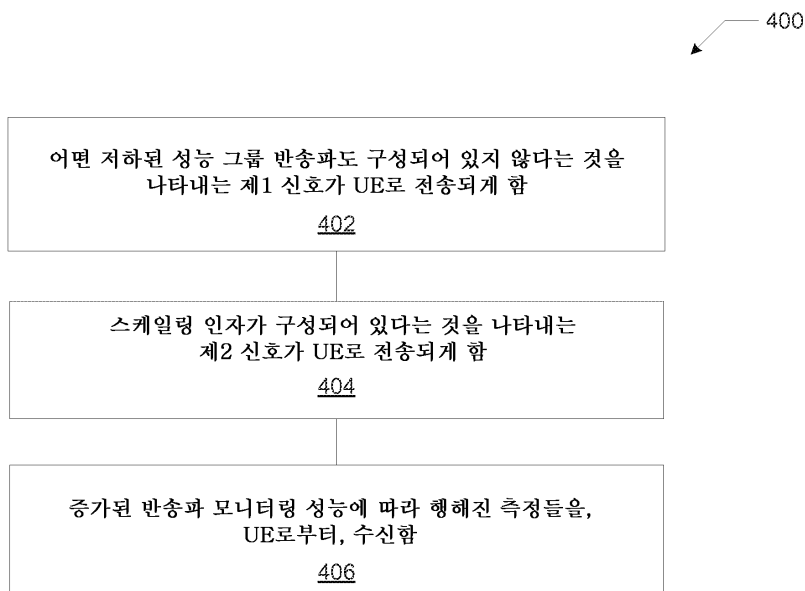 400
어떤 저하된 성능 그룹 반송파도 구성되어 있지 않다는 것을
나타내는 제1 신호가 UE로 전송되게 함
402
스케일링 인자가 구성되어 있다는 것을 나타내는
제2 신호가 UE로 전송되게 함
404
증가된 반송파 모니터링 성능에 따라 행해진 측정들을,
UE로부터, 수신함
406